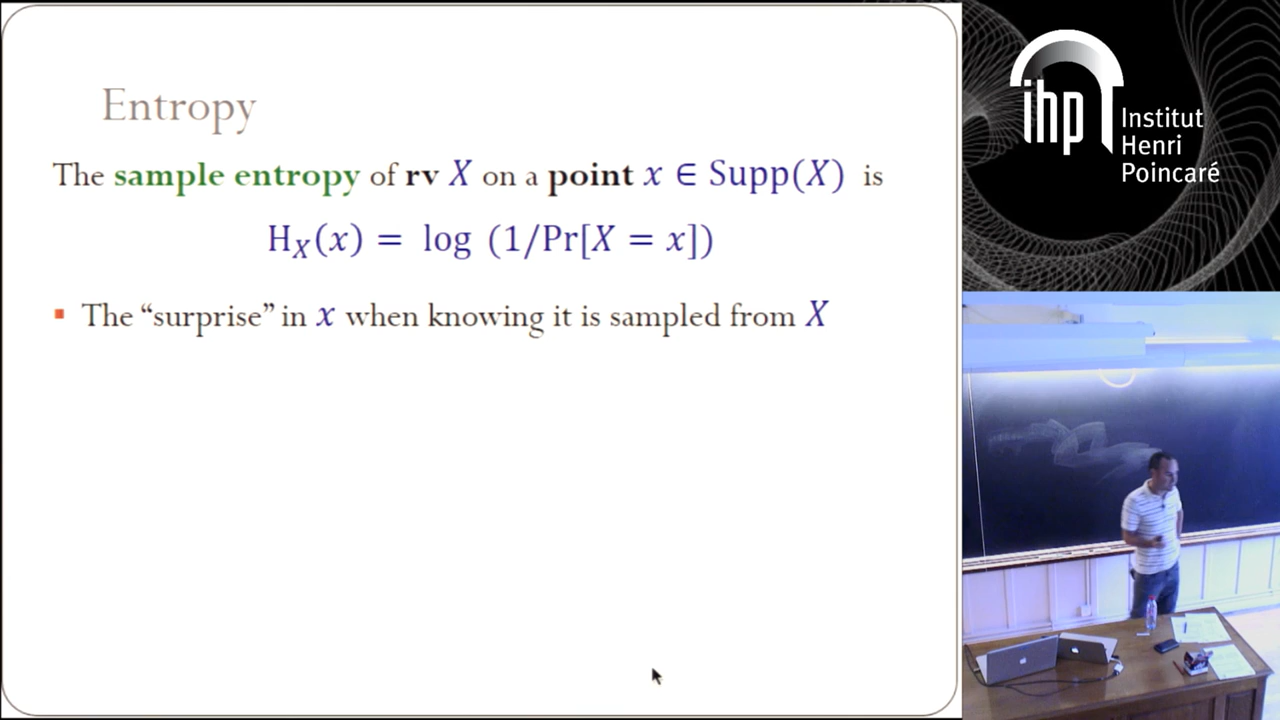 Entropy
The sample entropy of rv X on a point x ∈ Supp(X) is
H_X(x) = log (1/Pr[X = x])
▪ The “surprise” in x when knowing it is sampled from X
ihp Institut
Henri
Poincaré